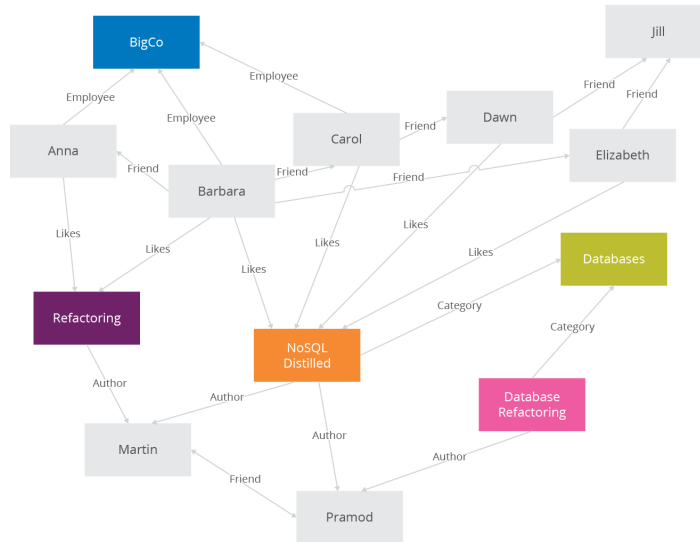 BigCo
Jill
Employee
Friend
Friend
Employee
Dawn
Employee
Friend
Carol
Anna
Elizabeth
Friend
Friend
Friend
Barbara
Likes
Likes
Likes
Likes
Likes
Likes
Databases
Refactoring
Category
Category
NoSQL
Distilled
Author
Author
Database
Refactoring
Author
Martin
Author
Friend
Pramod